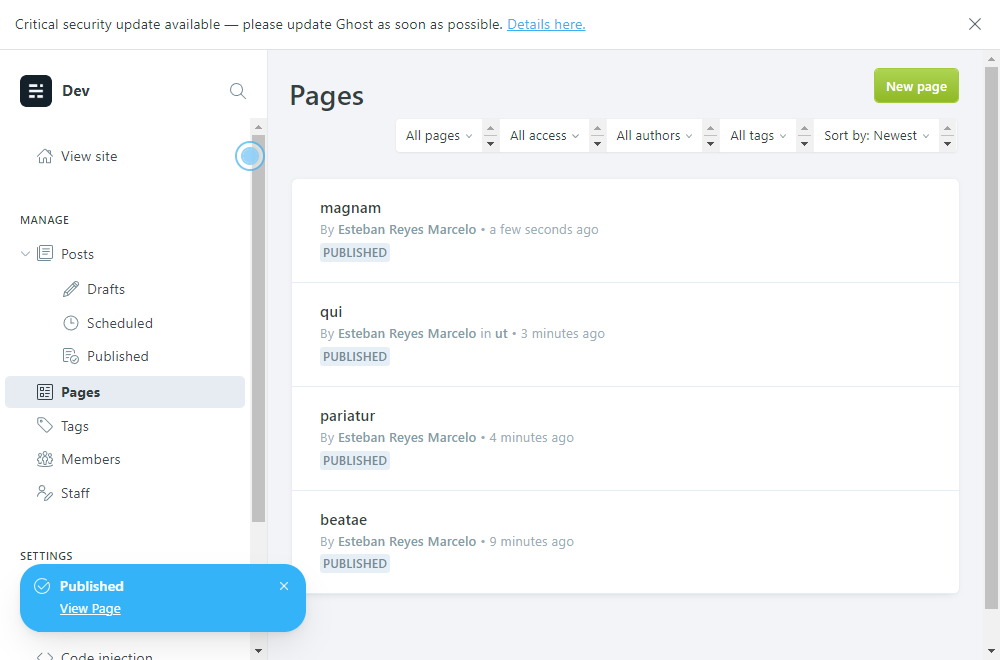 Critical security update available — please update Ghost as soon as possible. Details here.
Dev
View site
MANAGE
Posts
Drafts
Scheduled
Published
Pages
Tags
Members
Staff
SETTINGS
Code injection
Published
View Page
Pages
New page
All pages
All access
All authors
All tags
Sort by: Newest
magnam
By Esteban Reyes Marcelo • a few seconds ago
PUBLISHED
qui
By Esteban Reyes Marcelo in ut • 3 minutes ago
PUBLISHED
pariatur
By Esteban Reyes Marcelo • 4 minutes ago
PUBLISHED
beatae
By Esteban Reyes Marcelo • 9 minutes ago
PUBLISHED